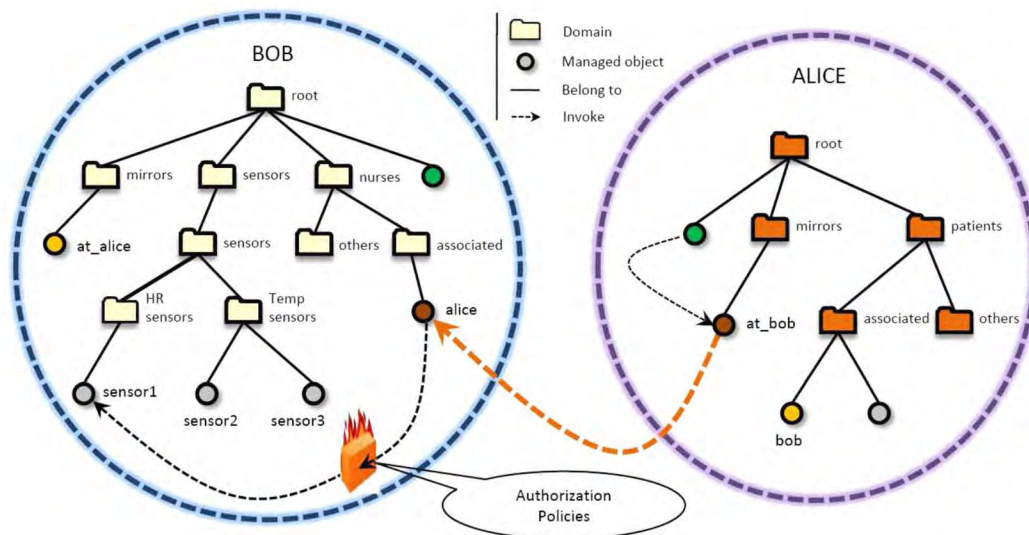 BOB
root
mirrors
sensors
nurses
at_alice
sensors
others
associated
HR
sensors
Temp
sensors
alice
sensor1
sensor2
sensor3
Domain
Managed object
Belong to
Invoke
ALICE
root
mirrors
patients
at_bob
associated
others
bob
Authorization
Policies